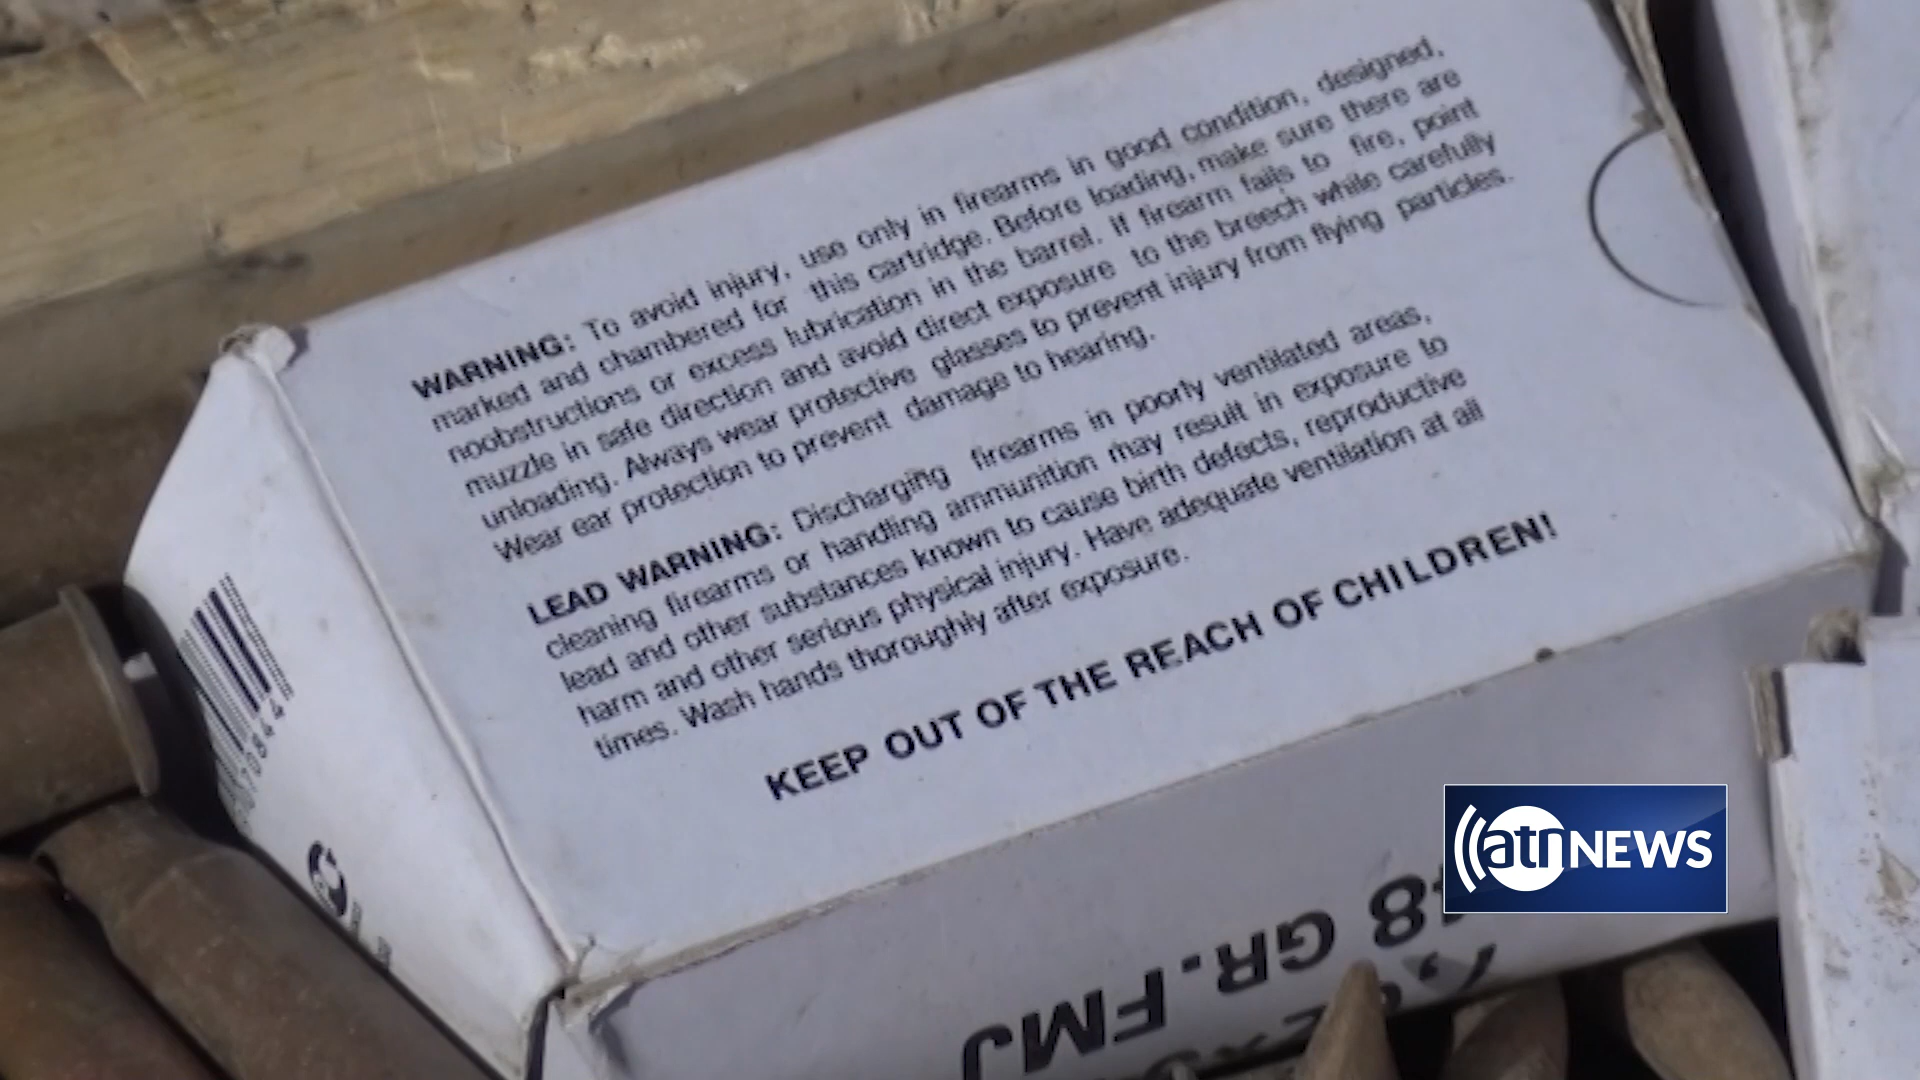 WARNING: To avoid injury, use only in firearms in good condition, designed,
marked and chambered for this cartridge. Before loading, make sure there are
noobstructions or excess lubrication in the barrel. If firearm fails to fire, point
muzzle in safe direction and avoid direct exposure to the breech while carefully
unloading. Always wear protective glasses to prevent injury from flying particles.
Wear ear protection to prevent damage to hearing.
LEAD WARNING: Discharging firearms in poorly ventilated areas,
cleaning firearms or handling ammunition may result in exposure to
lead and other substances known to cause birth defects, reproductive
harm and other serious physical injury. Have adequate ventilation at all
times. Wash hands thoroughly after exposure.
KEEP OUT OF THE REACH OF CHILDREN!
atn NEWS
GR. FMJ